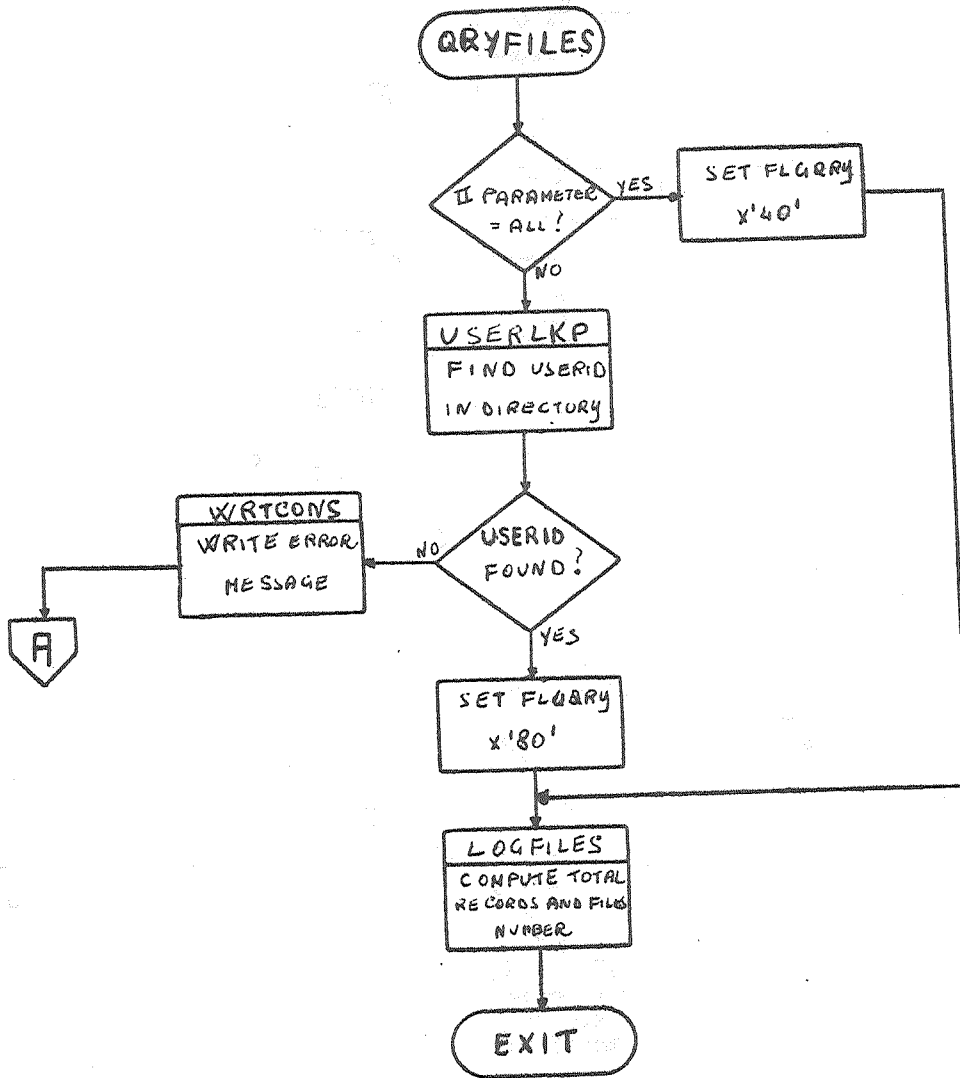 QRYFILES
II PARAMETER
= ALL?
YES
SET FLGQRY
X'40'
NO
USERLKP
FIND USERID
IN DIRECTORY
WRTCONS
WRITE ERROR
MESSAGE
NO
USERID
FOUND?
A
YES
SET FLGQRY
X'80'
LOGFILES
COMPUTE TOTAL
RECORDS AND FILES
NUMBER
EXIT